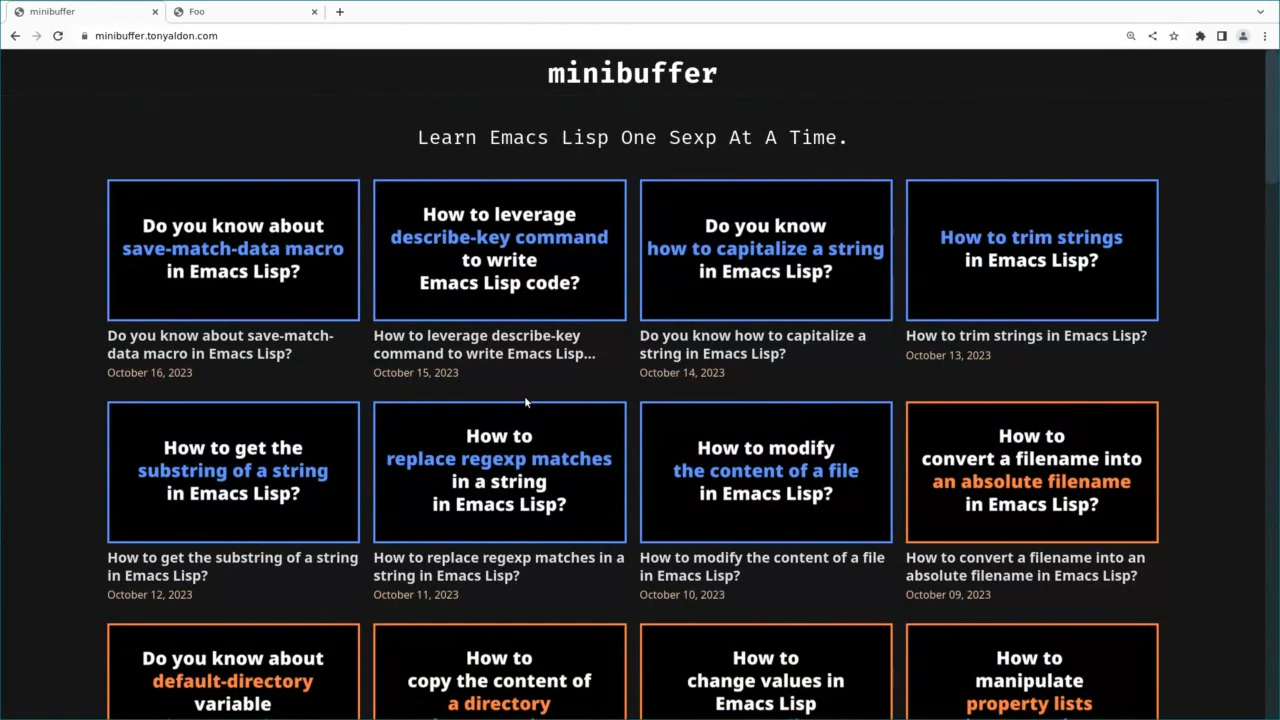 minibuffer
Foo
minibuffer.tonyaldon.com
minibuffer
Learn Emacs Lisp One Sexp At A Time.
Do you know about
save-match-data macro
in Emacs Lisp?
How to leverage
describe-key command
to write
Emacs Lisp code?
Do you know
how to capitalize a string
in Emacs Lisp?
How to trim strings
in Emacs Lisp?
Do you know about save-match-
data macro in Emacs Lisp?
October 16, 2023
How to leverage describe-key
command to write Emacs Lisp...
October 15, 2023
Do you know how to capitalize a
string in Emacs Lisp?
October 14, 2023
How to trim strings in Emacs Lisp?
October 13, 2023
How to get the
substring of a string
in Emacs Lisp?
How to
replace regexp matches
in a string
in Emacs Lisp?
How to modify
the content of a file
in Emacs Lisp?
How to
convert a filename into
an absolute filename
in Emacs Lisp?
How to get the substring of a string
in Emacs Lisp?
October 12, 2023
How to replace regexp matches in a
string in Emacs Lisp?
October 11, 2023
How to modify the content of a file
in Emacs Lisp?
October 10, 2023
How to convert a filename into an
absolute filename in Emacs Lisp?
October 09, 2023
Do you know about
default-directory
variable
How to
copy the content of
a directory
How to
change values in
Emacs Lisp
How to
manipulate
property lists